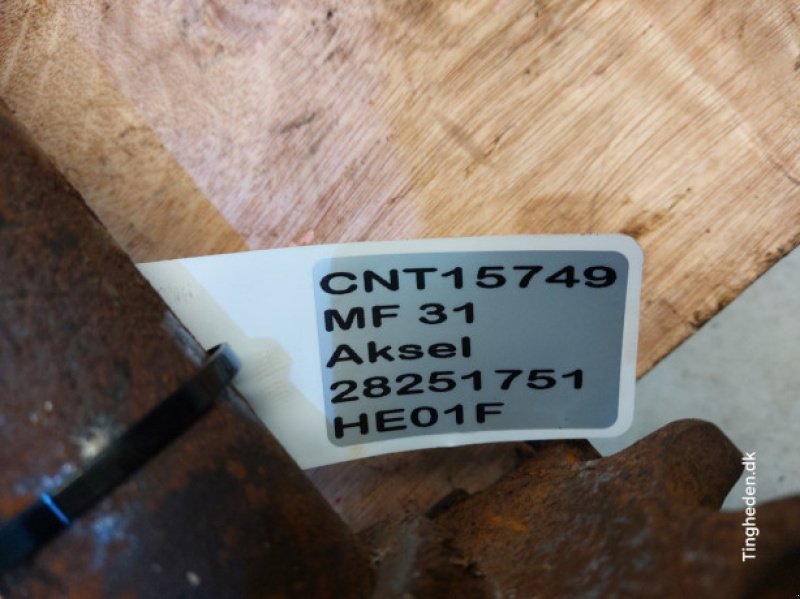 CNT15749
MF 31
Aksel
28251751
HE01F
Tingheden.dk